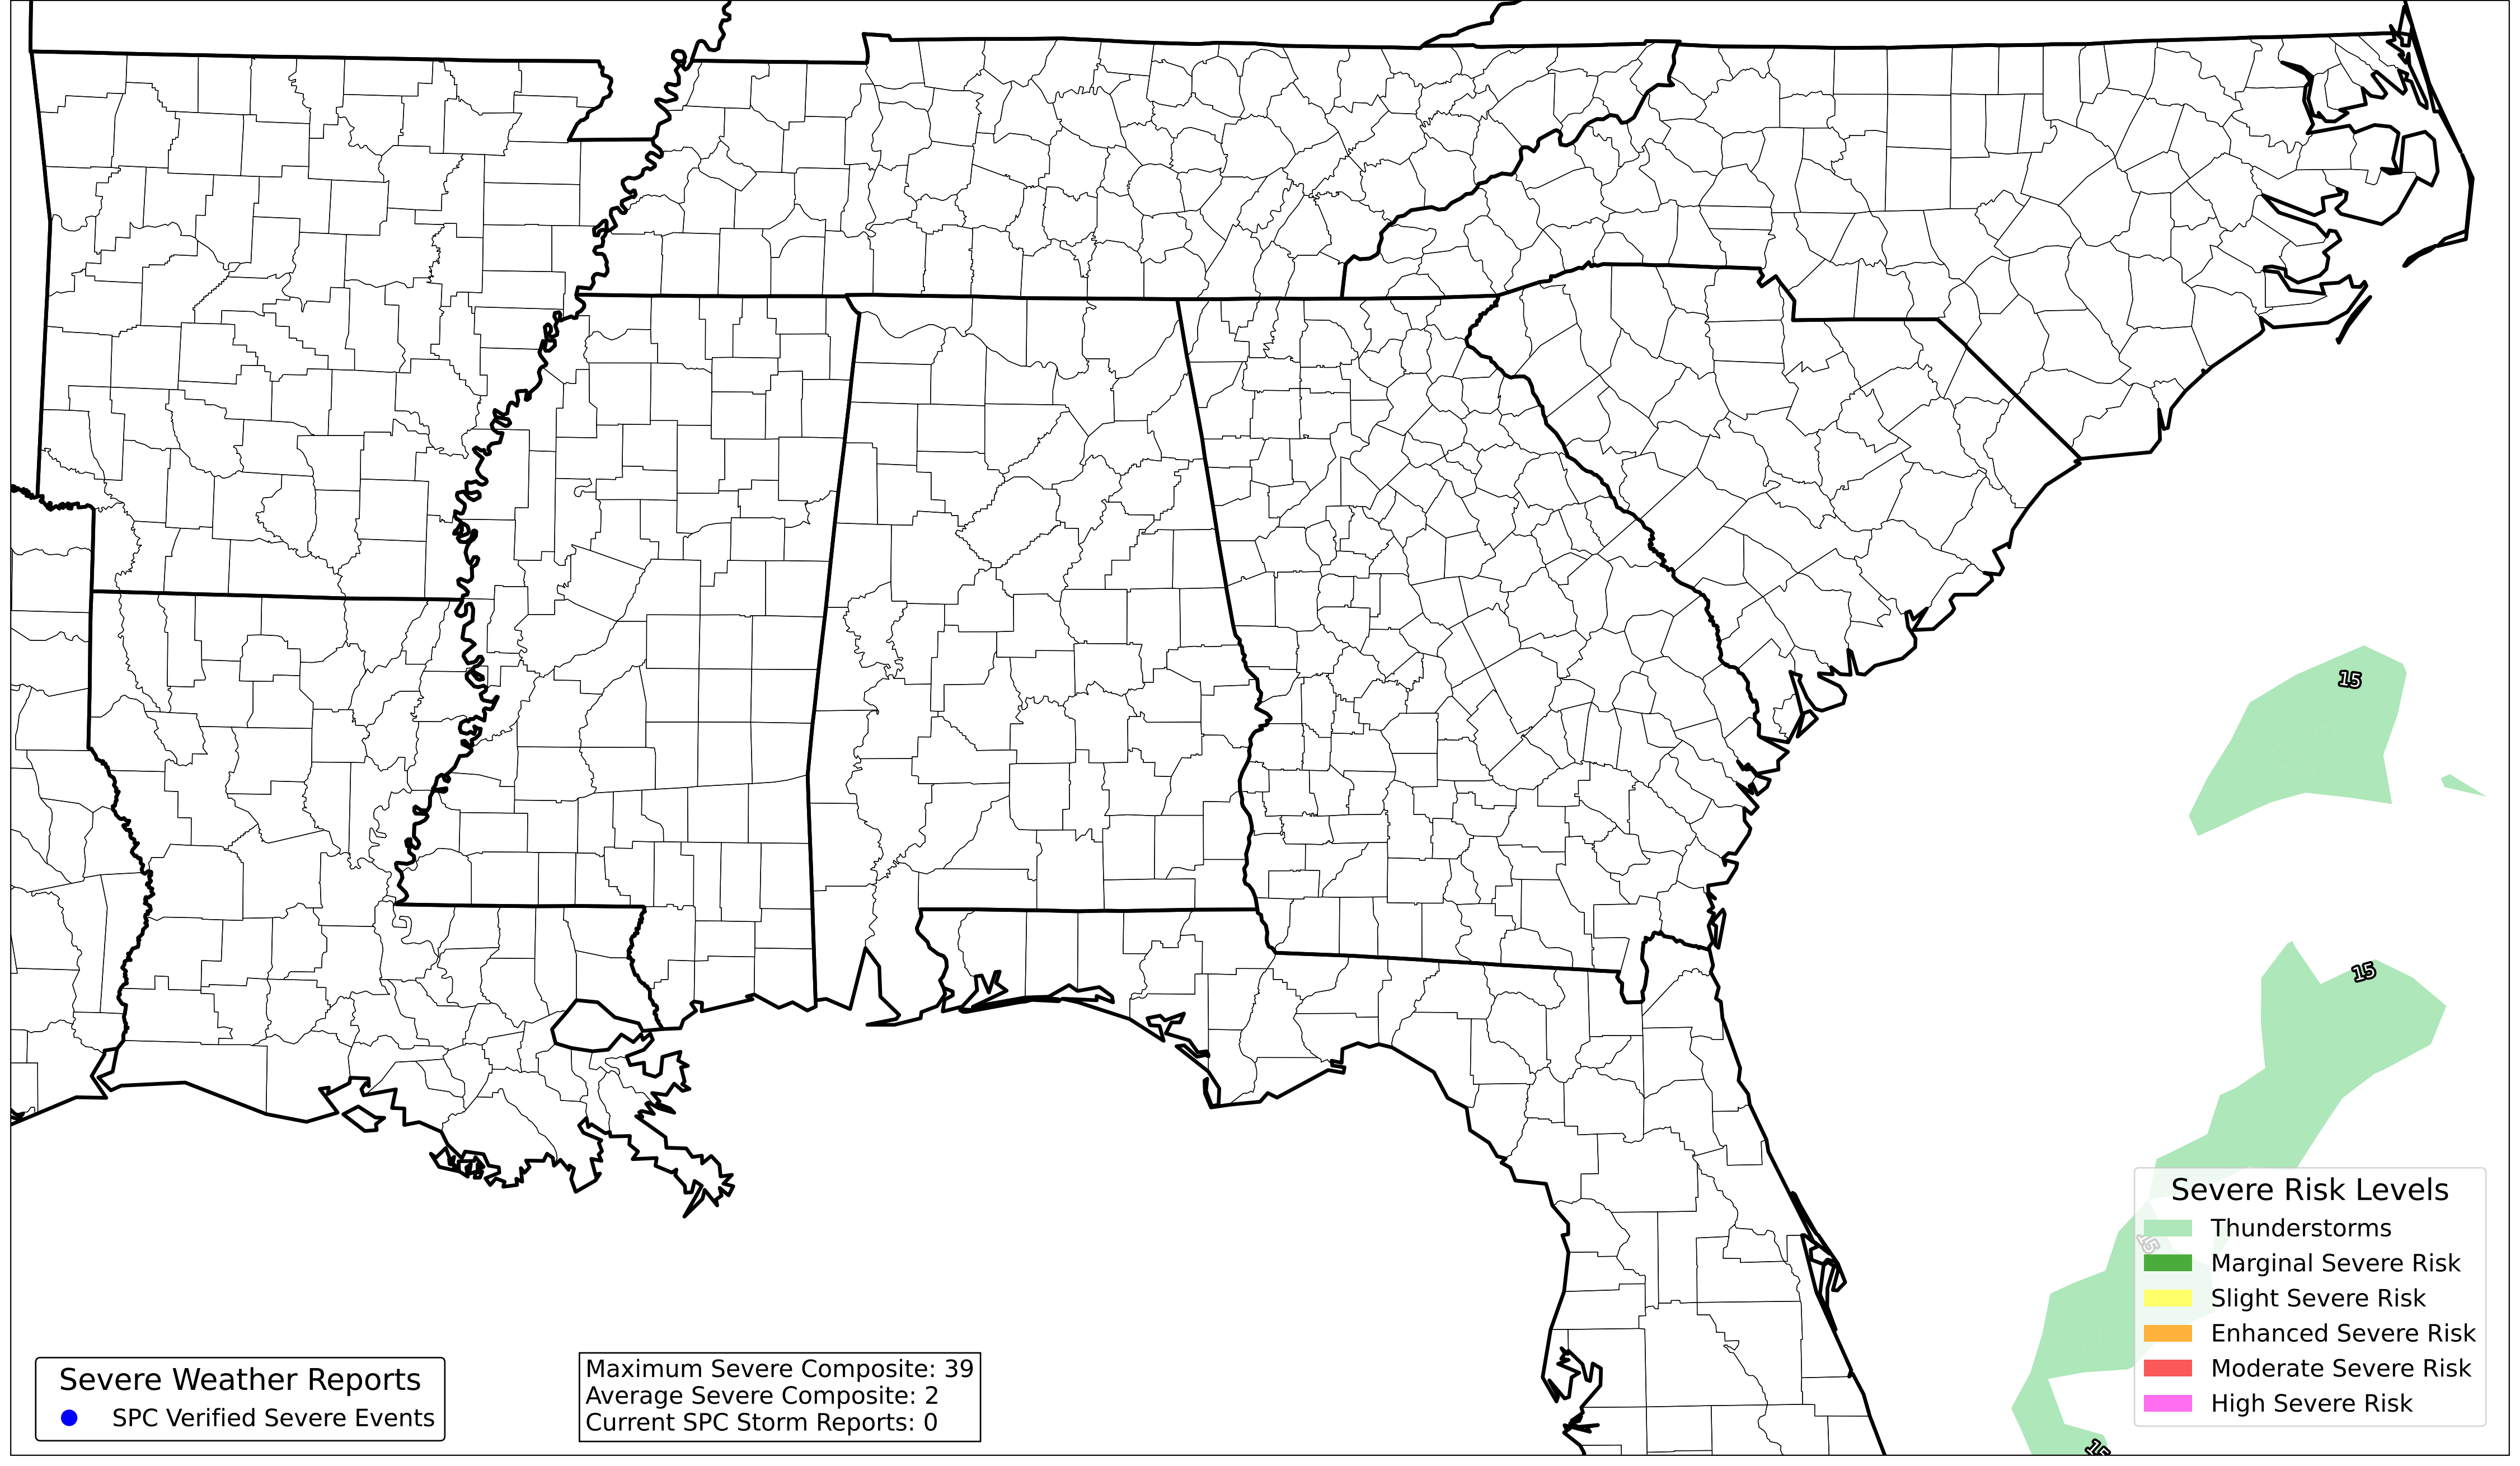 15
15
15
15
Severe Risk Levels
Thunderstorms
Marginal Severe Risk
Slight Severe Risk
Enhanced Severe Risk
Moderate Severe Risk
High Severe Risk
Severe Weather Reports
SPC Verified Severe Events
Maximum Severe Composite: 39
Average Severe Composite: 2
Current SPC Storm Reports: 0